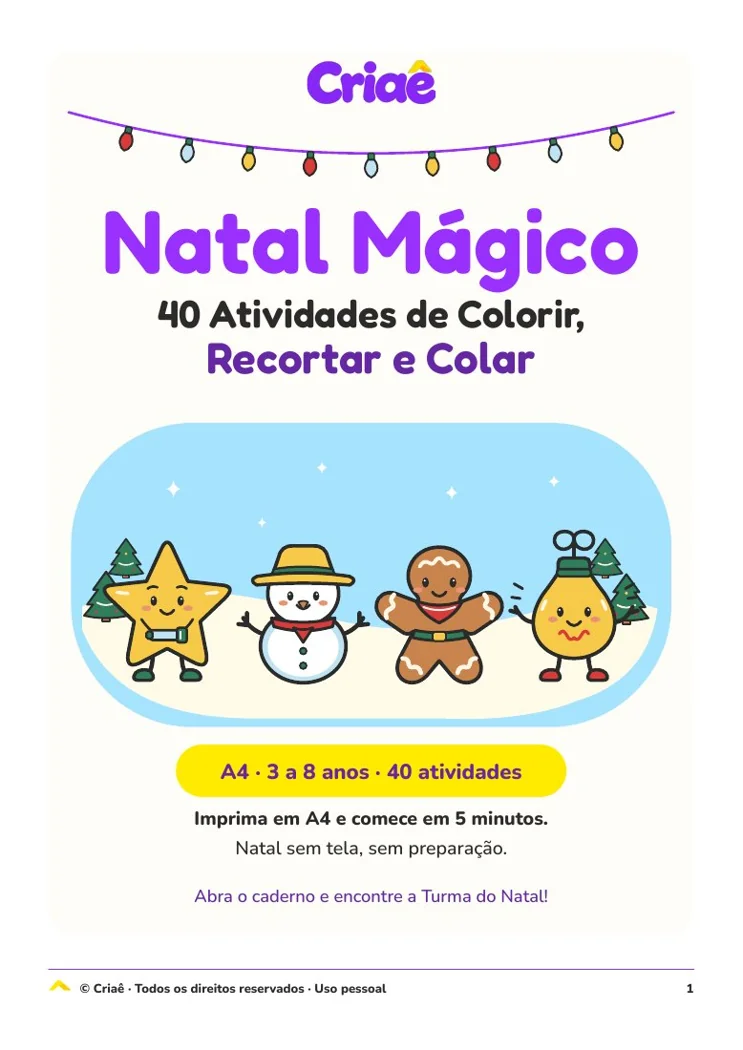 Criaê
Natal Mágico
40 Atividades de Colorir,
Recortar e Colar
A4 · 3 a 8 anos · 40 atividades
Imprima em A4 e comece em 5 minutos.
Natal sem tela, sem preparação.
Abra o caderno e encontre a Turma do Natal!
© Criaê · Todos os direitos reservados · Uso pessoal 1